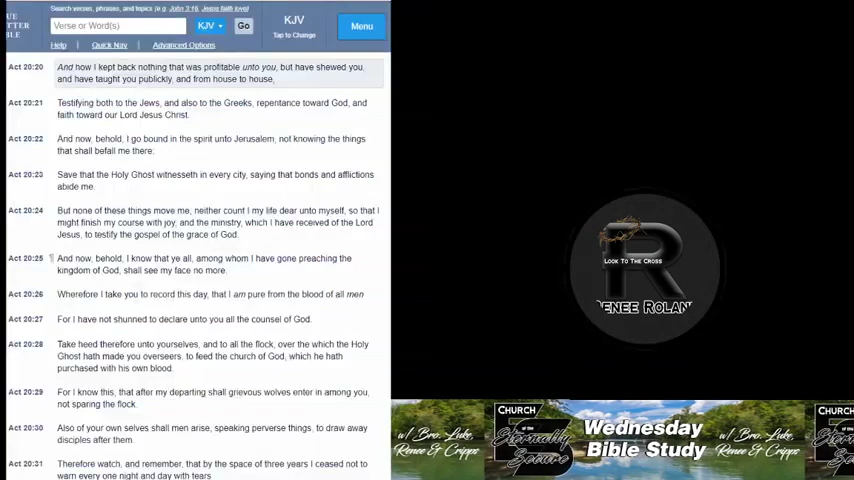 Search verses, phrases, and topics (e.g. John 3:16, Jesus faith love)
Verse or Word(s)
KJV
Go
KJV
Tap to Change
Menu
Help
Quick Nav
Advanced Options
Act 20:20 And how I kept back nothing that was profitable unto you, but have shewed you,
and have taught you publickly, and from house to house,
Act 20:21 Testifying both to the Jews, and also to the Greeks, repentance toward God, and
faith toward our Lord Jesus Christ.
Act 20:22 And now, behold, I go bound in the spirit unto Jerusalem, not knowing the things
that shall befall me there:
Act 20:23 Save that the Holy Ghost witnesseth in every city, saying that bonds and afflictions
abide me.
Act 20:24 But none of these things move me, neither count I my life dear unto myself, so that I
might finish my course with joy, and the ministry, which I have received of the Lord
Jesus, to testify the gospel of the grace of God.
Act 20:25 ¶ And now, behold, I know that ye all, among whom I have gone preaching the
kingdom of God, shall see my face no more.
Act 20:26 Wherefore I take you to record this day, that I am pure from the blood of all men
Act 20:27 For I have not shunned to declare unto you all the counsel of God.
Act 20:28 Take heed therefore unto yourselves, and to all the flock, over the which the Holy
Ghost hath made you overseers, to feed the church of God, which he hath
purchased with his own blood.
Act 20:29 For I know this, that after my departing shall grievous wolves enter in among you,
not sparing the flock.
Act 20:30 Also of your own selves shall men arise, speaking perverse things, to draw away
disciples after them.
Act 20:31 Therefore watch, and remember, that by the space of three years I ceased not to
warn every one night and day with tears
R
LOOK TO THE CROSS
RENEE ROLAN
w/ Bro. Luke,
Renee & Cripps
CHURCH
of the
Eternally
Secure
Wednesday
Bible Study
w/ Bro. Luke,
Renee & Cripps
CHURCH